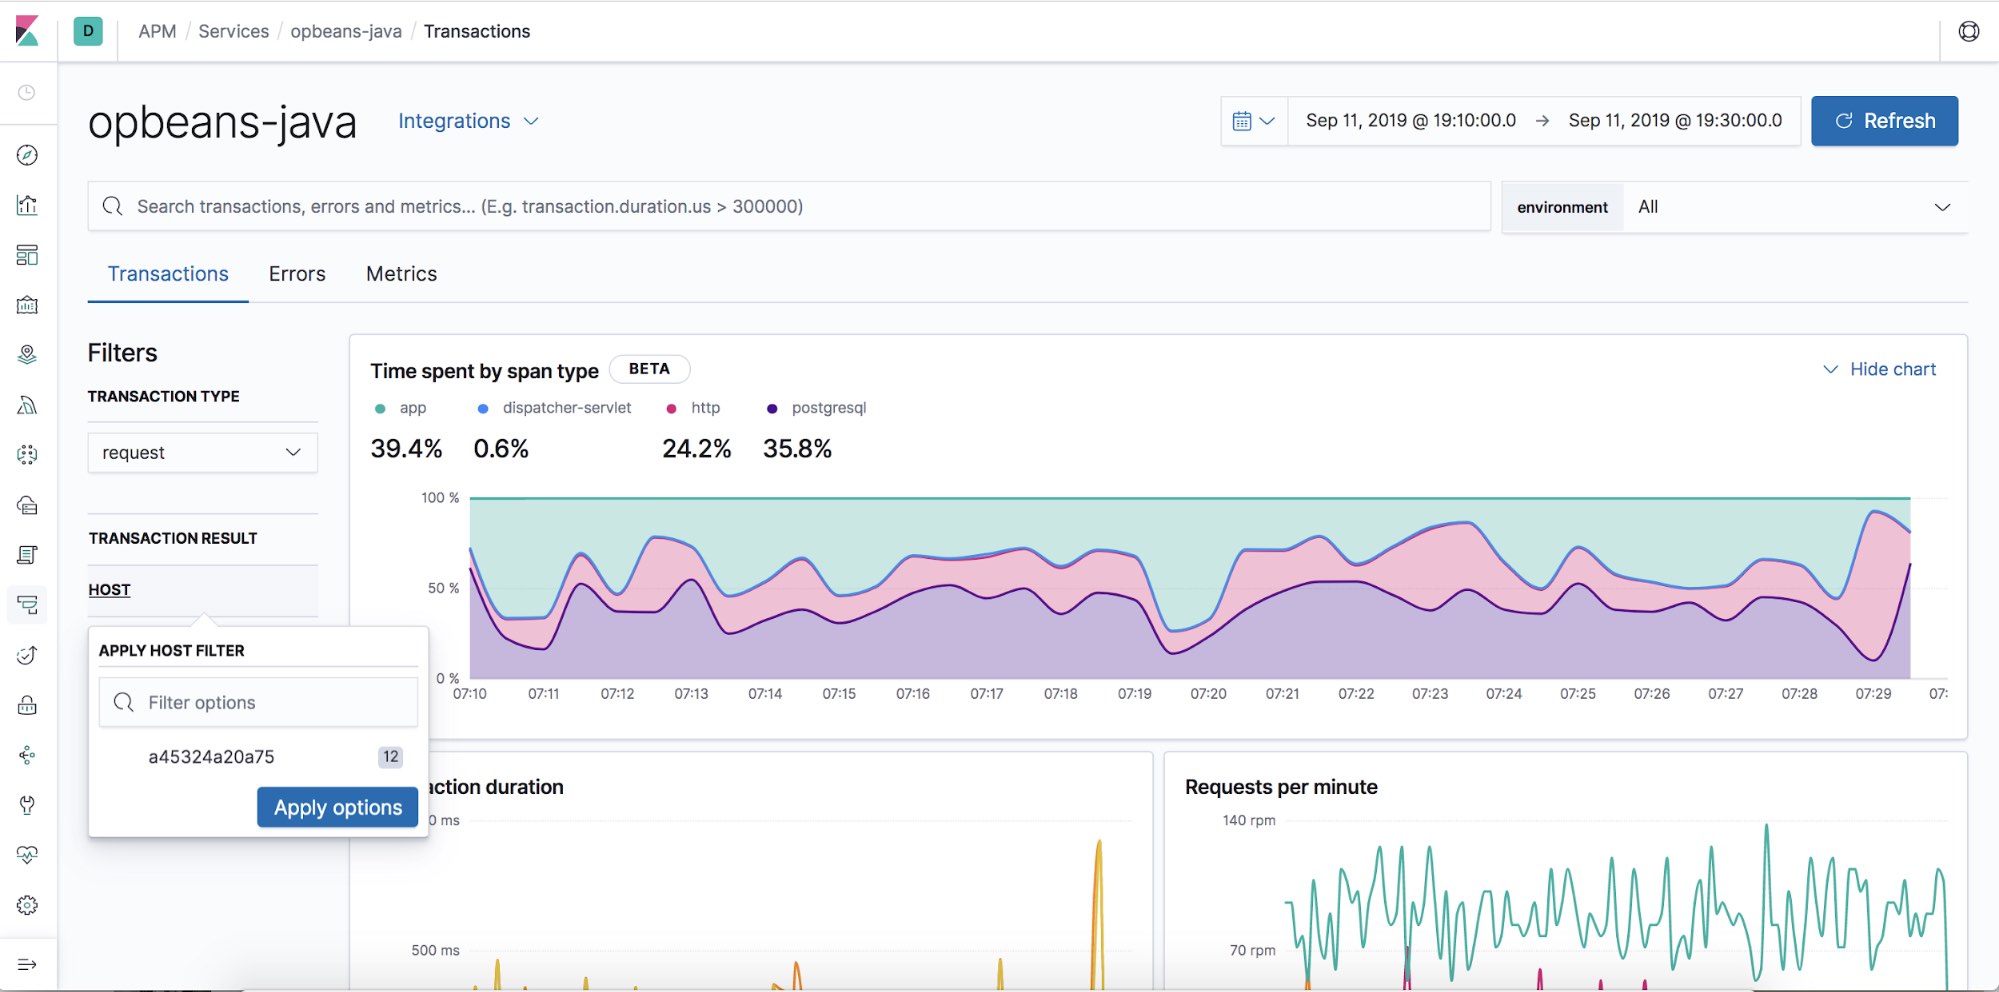 D
APM / Services / opbeans-java / Transactions
opbeans-java
Integrations
Sep 11, 2019 @ 19:10:00.0 → Sep 11, 2019 @ 19:30:00.0
Refresh
Search transactions, errors and metrics... (E.g. transaction.duration.us > 300000)
environment All
Transactions Errors Metrics
Filters
TRANSACTION TYPE
request
TRANSACTION RESULT
HOST
APPLY HOST FILTER
Filter options
a45324a20a75 12
Apply options
Time spent by span type BETA
Hide chart
app dispatcher-servlet http postgresql
39.4% 0.6% 24.2% 35.8%
100 %
50 %
0 %
07:10 07:11 07:12 07:13 07:14 07:15 07:16 07:17 07:18 07:19 07:20 07:21 07:22 07:23 07:24 07:25 07:26 07:27 07:28 07:29 07:
action duration
0 ms
500 ms
Requests per minute
140 rpm
70 rpm